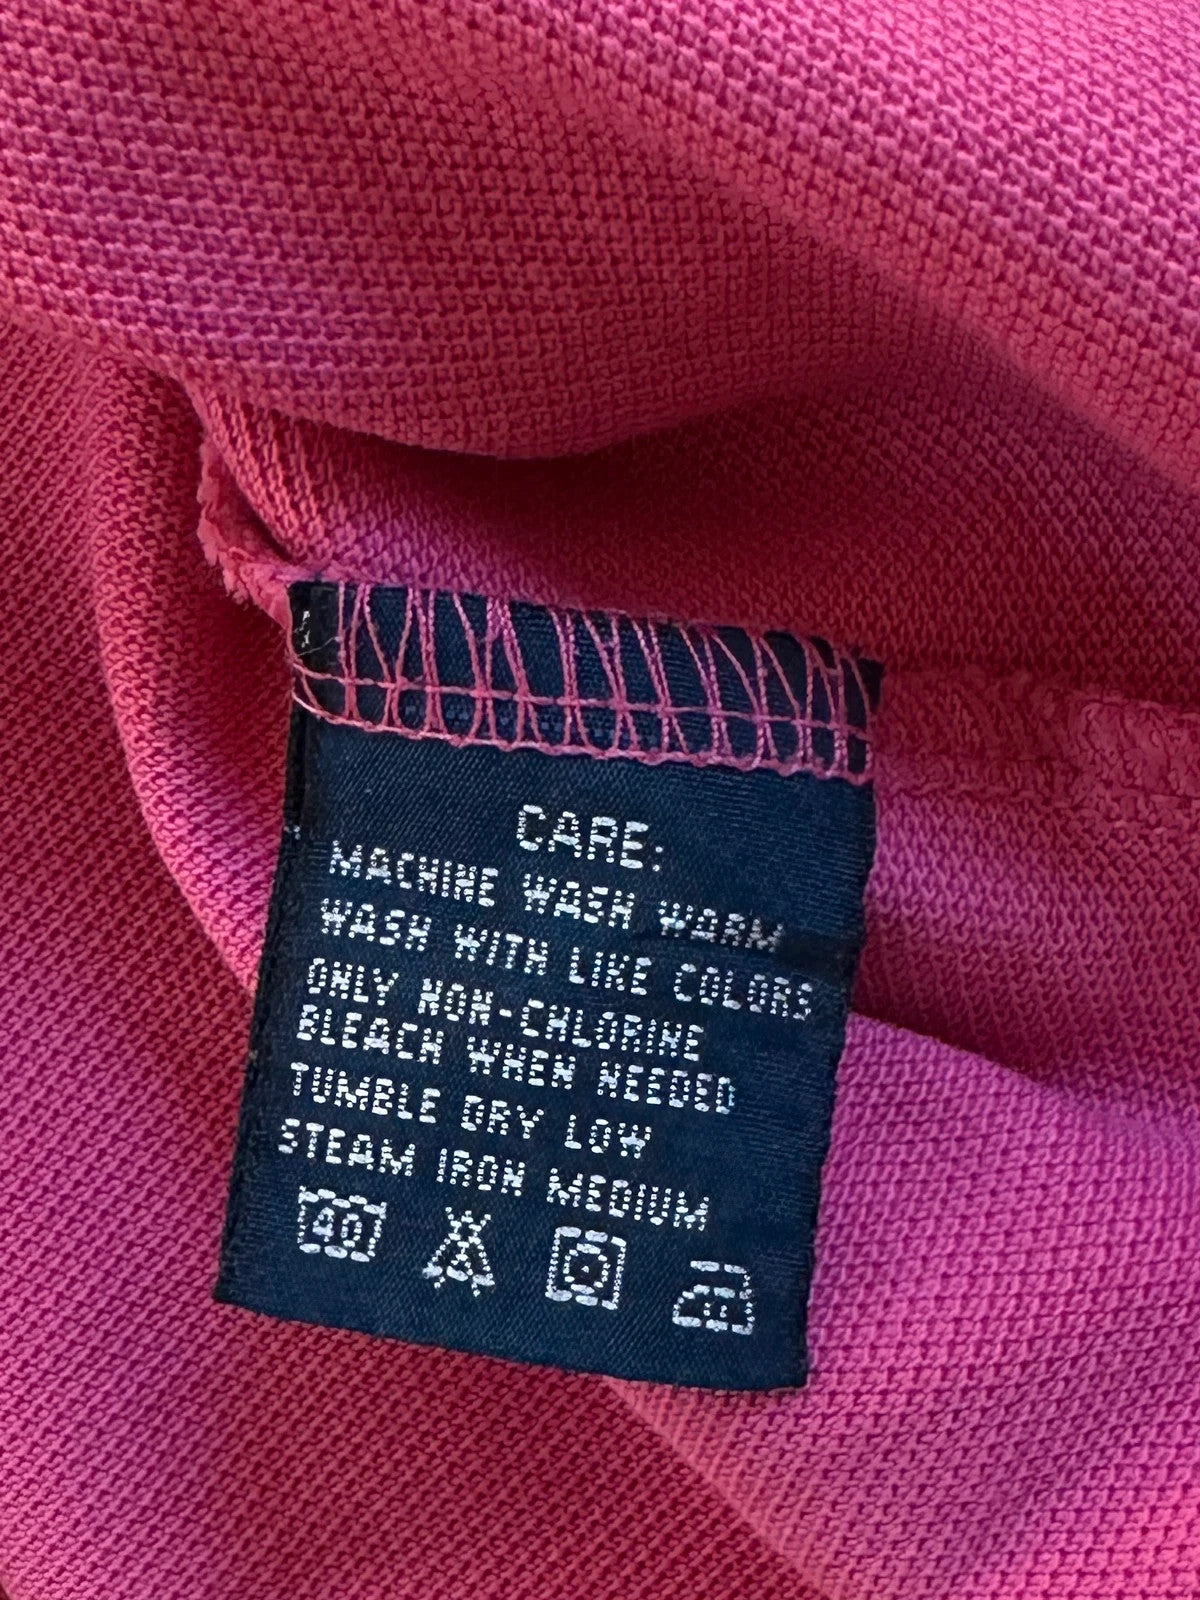 CARE:
MACHINE WASH WARM
WASH WITH LIKE COLORS
ONLY NON-CHLORINE
BLEACH WHEN NEEDED
TUMBLE DRY LOW
STEAM IRON MEDIUM
40